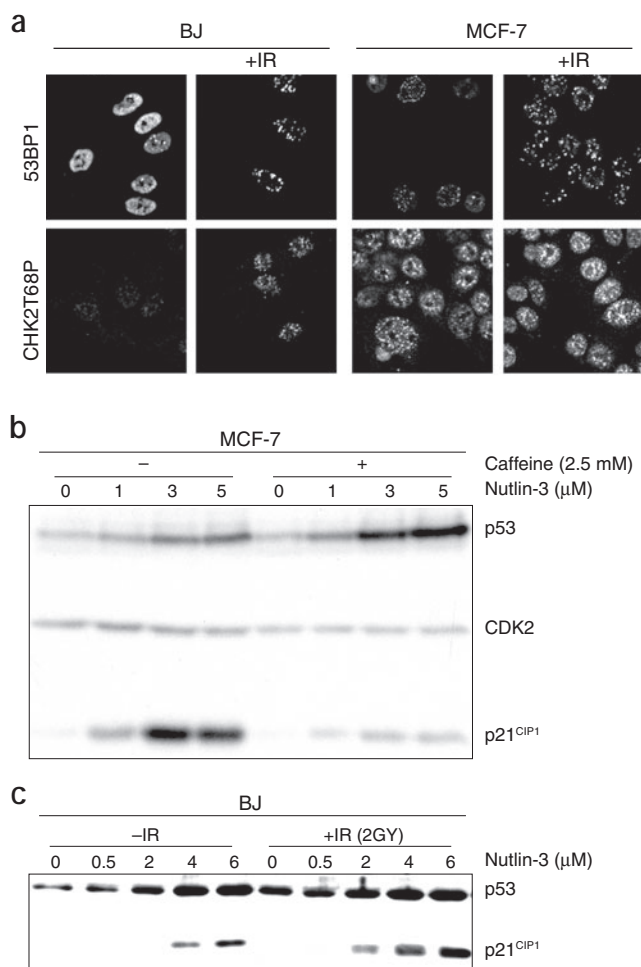 a
BJ MCF-7
+IR +IR
53BP1
CHK2T68P
b
MCF-7
– + Caffeine (2.5 mM)
0 1 3 5 0 1 3 5 Nutlin-3 (μM)
p53
CDK2
p21CIP1
c
BJ
–IR +IR (2GY)
0 0.5 2 4 6 0 0.5 2 4 6 Nutlin-3 (μM)
p53
p21CIP1